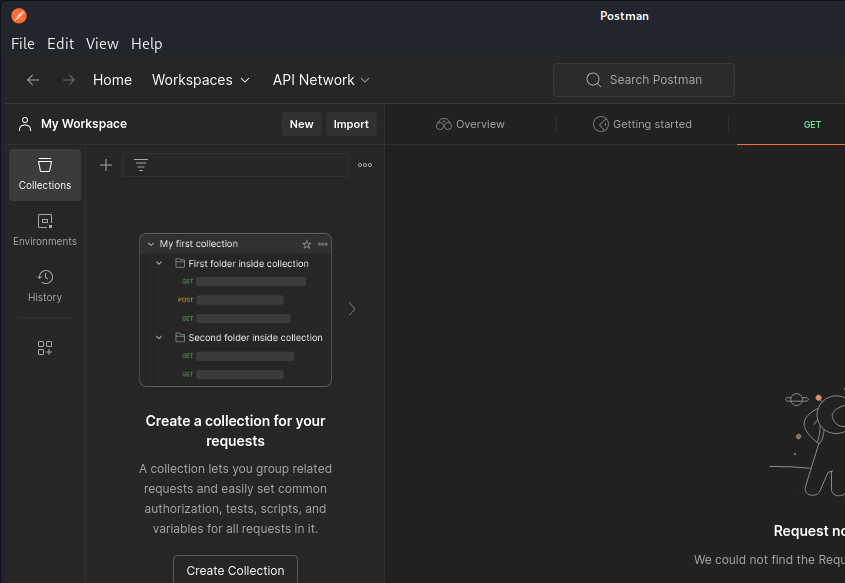 Postman
File Edit View Help
Home Workspaces API Network Search Postman
My Workspace New Import Overview Getting started GET
Collections
Environments
History
My first collection
First folder inside collection
GET
POST
GET
Second folder inside collection
GET
GET
Create a collection for your
requests
A collection lets you group related
requests and easily set common
authorization, tests, scripts, and
variables for all requests in it.
Create Collection
Request
We could not find the